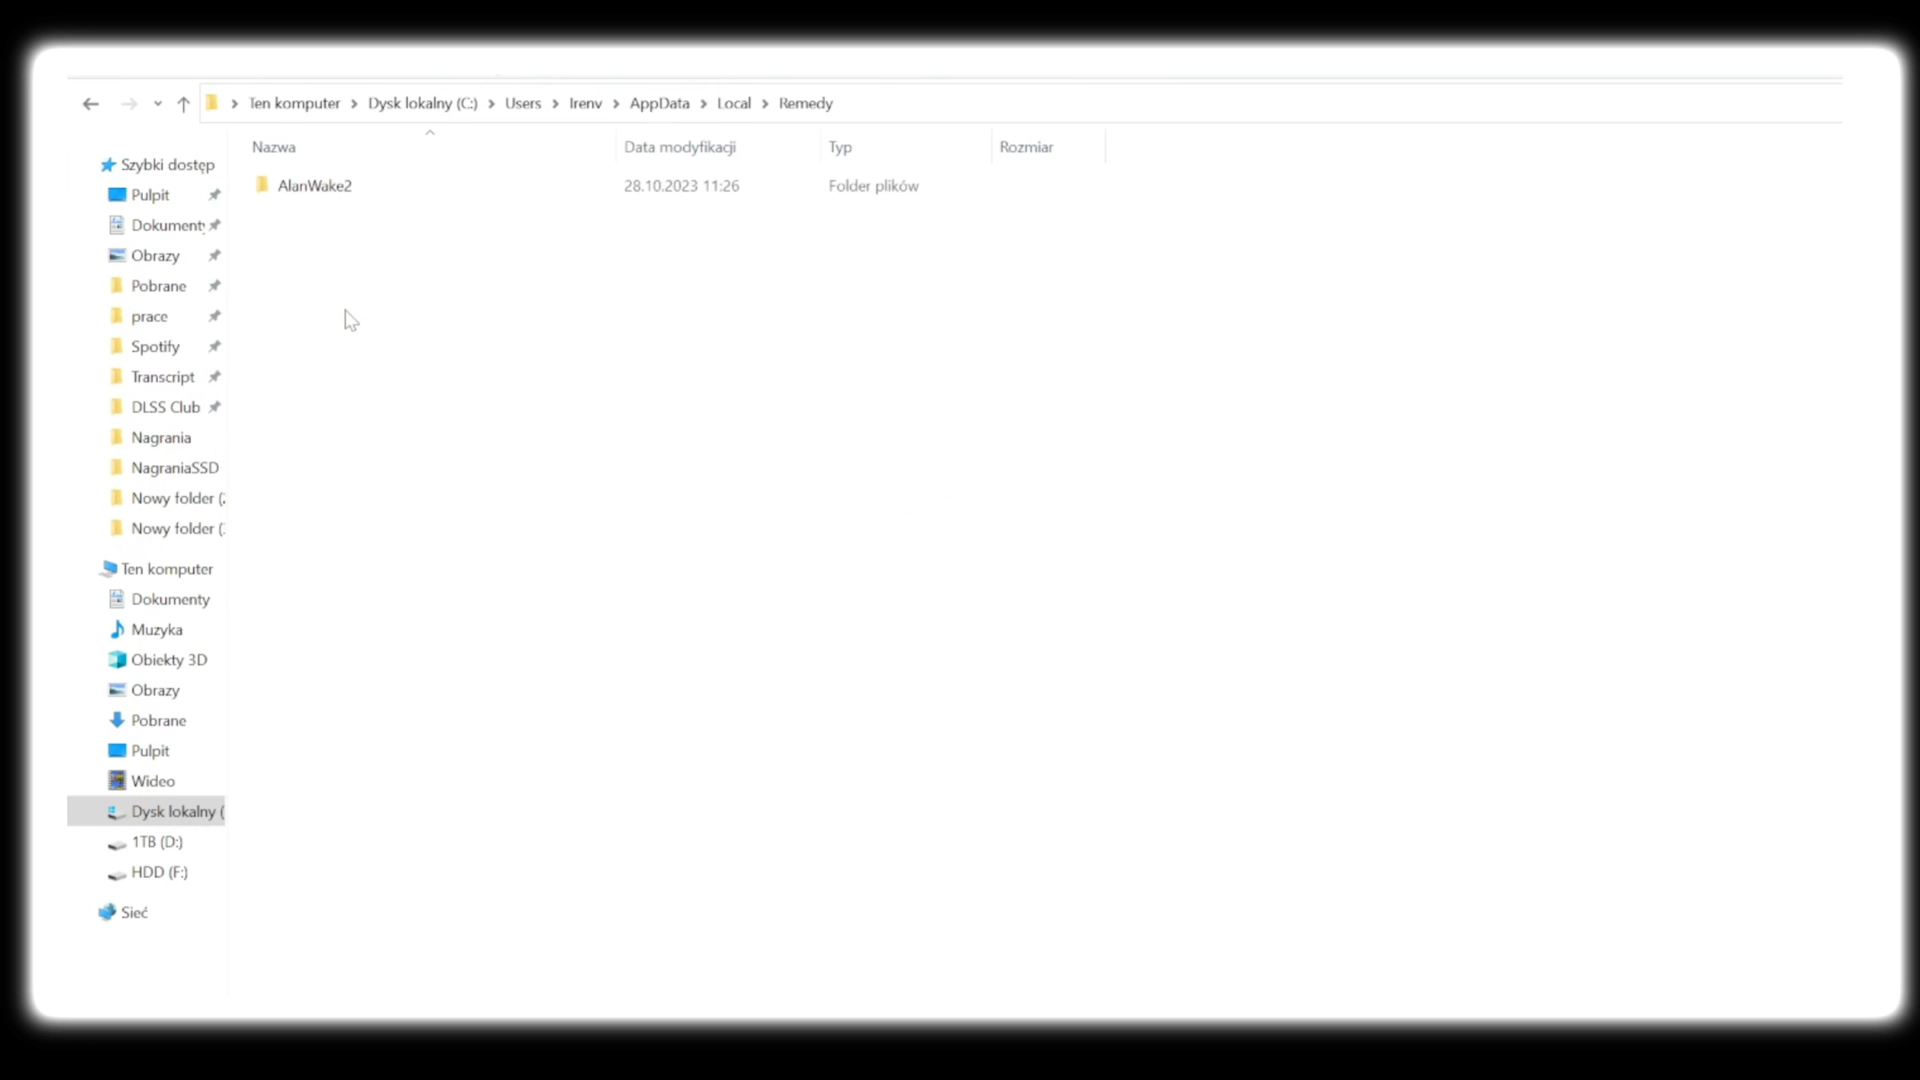 Ten komputer > Dysk lokalny (C:) > Users > Irenv > AppData > Local > Remedy
Nazwa Data modyfikacji Typ Rozmiar
AlanWake2 28.10.2023 11:26 Folder plików
Szybki dostęp
Pulpit
Dokumenty
Obrazy
Pobrane
prace
Spotify
Transcript
DLSS Club
Nagrania
NagraniaSSD
Nowy folder (
Nowy folder (
Ten komputer
Dokumenty
Muzyka
Obiekty 3D
Obrazy
Pobrane
Pulpit
Wideo
Dysk lokalny (
1TB (D:)
HDD (F:)
Sieć